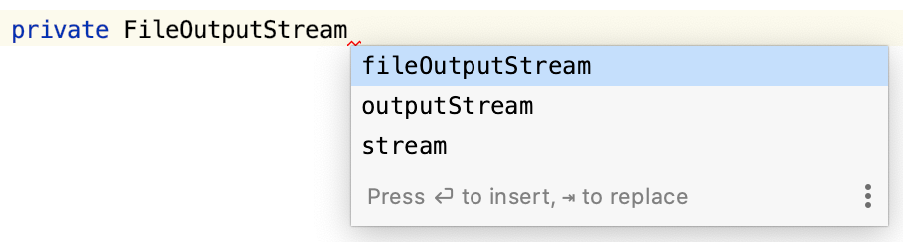 private FileOutputStream
fileOutputStream
outputStream
stream
Press ↵ to insert, ⇥ to replace